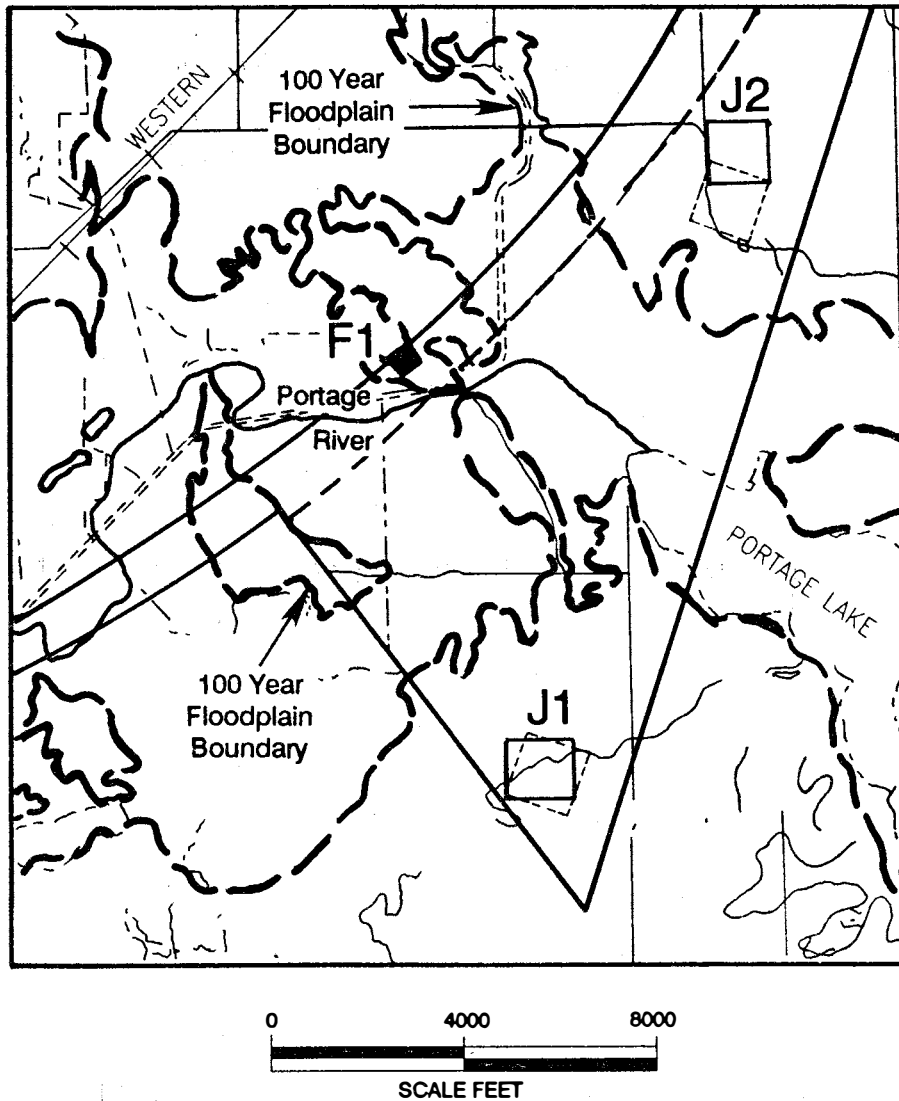 100 Year
Floodplain
Boundary
WESTERN
J2
F1
Portage
River
PORTAGE LAKE
100 Year
Floodplain
Boundary
J1
0 4000 8000
SCALE FEET